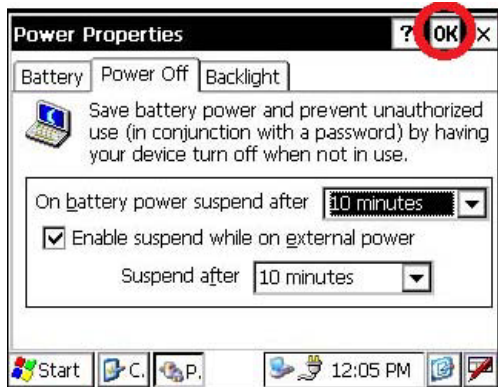 Power Properties ? OK ×
Battery Power Off Backlight
Save battery power and prevent unauthorized
use (in conjunction with a password) by having
your device turn off when not in use.
On battery power suspend after 10 minutes
Enable suspend while on external power
Suspend after 10 minutes
Start C. P. 12:05 PM